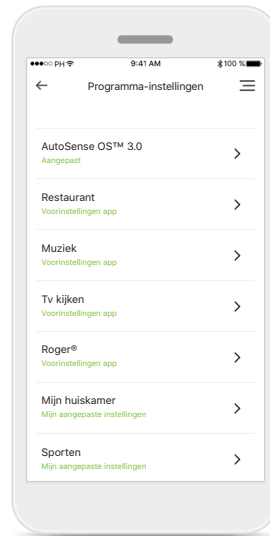 PH 9:41 AM 100 %
Programma-instellingen
AutoSense OS™ 3.0
Aangepast
Restaurant
Voorinstellingen app
Muziek
Voorinstellingen app
Tv kijken
Voorinstellingen app
Roger®
Voorinstellingen app
Mijn huiskamer
Mijn aangepaste instellingen
Sporten
Mijn aangepaste instellingen